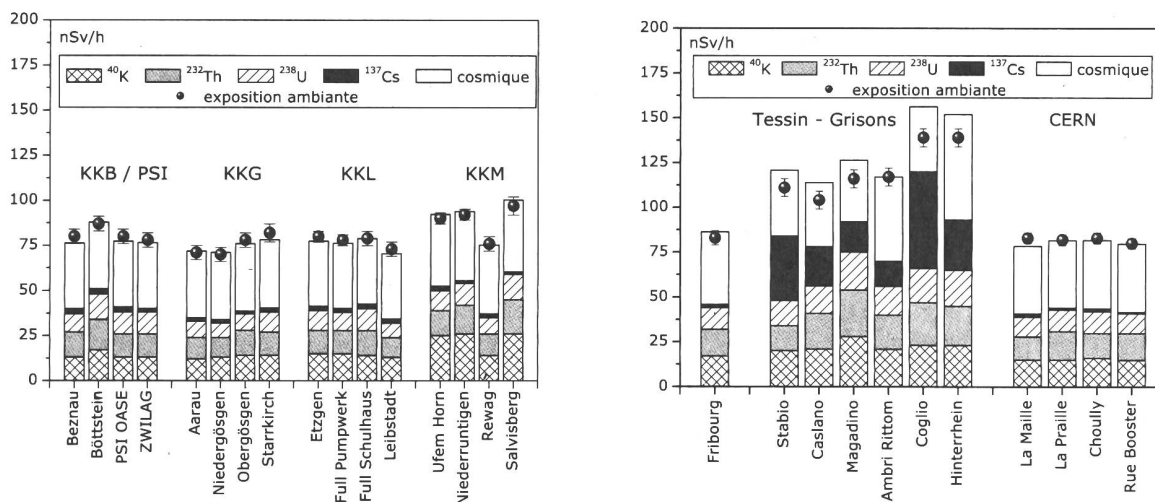 200
175
150
125
100
75
50
25
0
nSv/h
⁴⁰K ²³²Th ²³⁸U ¹³⁷Cs cosmique
exposition ambiante
KKB / PSI KKG KKL KKM
Beznau
Böttstein
PSI OASE
ZWILAG
Aarau
Niedergösgen
Obergösgen
Starrkirch
Etzgen
Full Pumpwerk
Full Schulhaus
Leibstadt
Ufem Horn
Niederruntigen
Rewag
Salvisberg
200
175
150
125
100
75
50
25
0
nSv/h
⁴⁰K ²³²Th ²³⁸U ¹³⁷Cs cosmique
exposition ambiante
Tessin - Grisons CERN
Fribourg
Stabio
Caslano
Magadino
Ambri Rittom
Coglio
Hinterrhein
La Maille
La Praille
Choully
Rue Booster